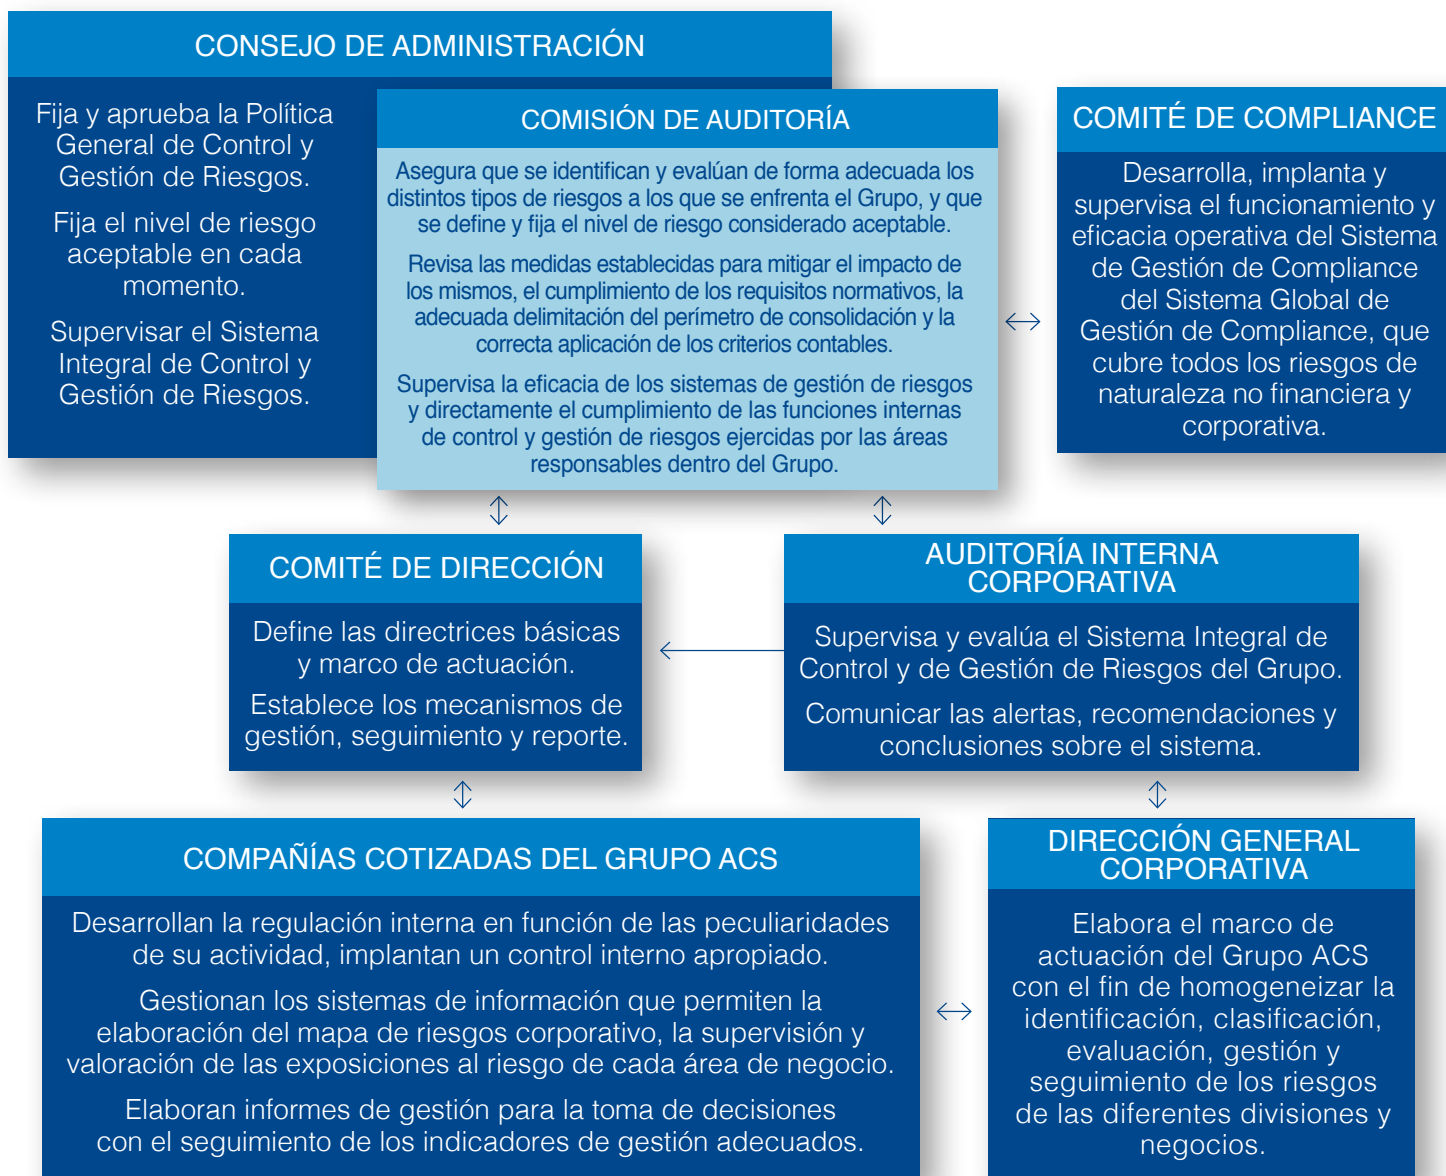 CONSEJO DE ADMINISTRACIÓN
Fija y aprueba la Política
General de Control y
Gestión de Riesgos.
Fija el nivel de riesgo
aceptable en cada
momento.
Supervisar el Sistema
Integral de Control y
Gestión de Riesgos.
COMISIÓN DE AUDITORÍA
Asegura que se identifican y evalúan de forma adecuada los
distintos tipos de riesgos a los que se enfrenta el Grupo, y que
se define y fija el nivel de riesgo considerado aceptable.
Revisa las medidas establecidas para mitigar el impacto de
los mismos, el cumplimiento de los requisitos normativos, la
adecuada delimitación del perímetro de consolidación y la
correcta aplicación de los criterios contables.
Supervisa la eficacia de los sistemas de gestión de riesgos
y directamente el cumplimiento de las funciones internas
de control y gestión de riesgos ejercidas por las áreas
responsables dentro del Grupo.
COMITÉ DE COMPLIANCE
Desarrolla, implanta y
supervisa el funcionamiento y
eficacia operativa del Sistema
de Gestión de Compliance
del Sistema Global de
Gestión de Compliance, que
cubre todos los riesgos de
naturaleza no financiera y
corporativa.
COMITÉ DE DIRECCIÓN
Define las directrices básicas
y marco de actuación.
Establece los mecanismos de
gestión, seguimiento y reporte.
AUDITORÍA INTERNA
CORPORATIVA
Supervisa y evalúa el Sistema Integral de
Control y de Gestión de Riesgos del Grupo.
Comunicar las alertas, recomendaciones y
conclusiones sobre el sistema.
COMPAÑÍAS COTIZADAS DEL GRUPO ACS
Desarrollan la regulación interna en función de las peculiaridades
de su actividad, implantan un control interno apropiado.
Gestionan los sistemas de información que permiten la
elaboración del mapa de riesgos corporativo, la supervisión y
valoración de las exposiciones al riesgo de cada área de negocio.
Elaboran informes de gestión para la toma de decisiones
con el seguimiento de los indicadores de gestión adecuados.
DIRECCIÓN GENERAL
CORPORATIVA
Elabora el marco de
actuación del Grupo ACS
con el fin de homogeneizar la
identificación, clasificación,
evaluación, gestión y
seguimiento de los riesgos
de las diferentes divisiones y
negocios.